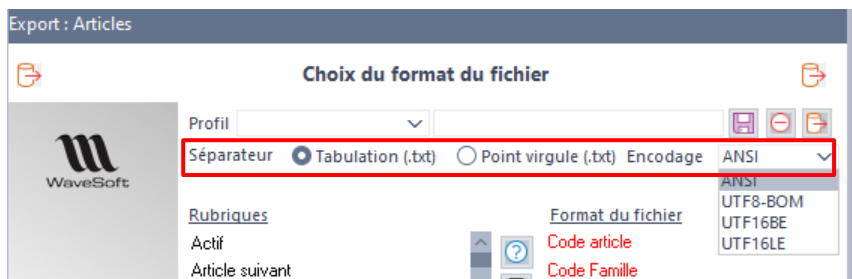 Export : Articles
Choix du format du fichier
WaveSoft
Profil
Séparateur Tabulation (.txt) Point virgule (.txt) Encodage ANSI
ANSI
UTF8-BOM
UTF16BE
UTF16LE
Rubriques Format du fichier
Actif Code article
Article suivant Code Famille